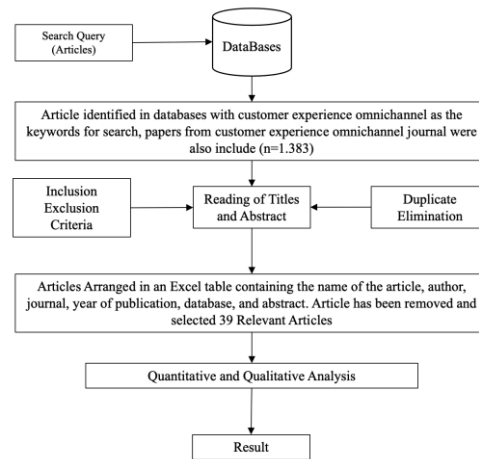 Search Query
(Articles)
DataBases
Article identified in databases with customer experience omnichannel as the
keywords for search, papers from customer experience omnichannel journal were
also include (n=1.383)
Inclusion
Exclusion
Criteria
Reading of Titles
and Abstract
Duplicate
Elimination
Articles Arranged in an Excel table containing the name of the article, author,
journal, year of publication, database, and abstract. Article has been removed and
selected 39 Relevant Articles
Quantitative and Qualitative Analysis
Result